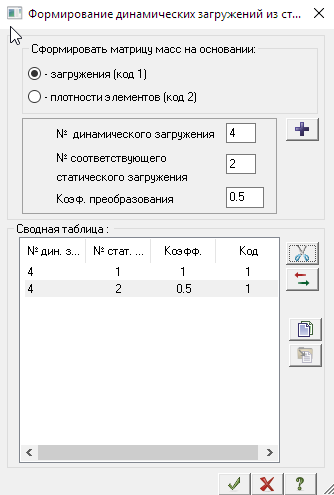 Формирование динамических загружений из ст...
Сформировать матрицу масс на основании:
- загружения (код 1)
- плотности элементов (код 2)
№ динамического загружения 4
№ соответствующего статического загружения 2
Коэф. преобразования 0.5
Сводная таблица :
№ дин. з... № стат. ... Коэфф. Код
4 1 1 1
4 2 0.5 1